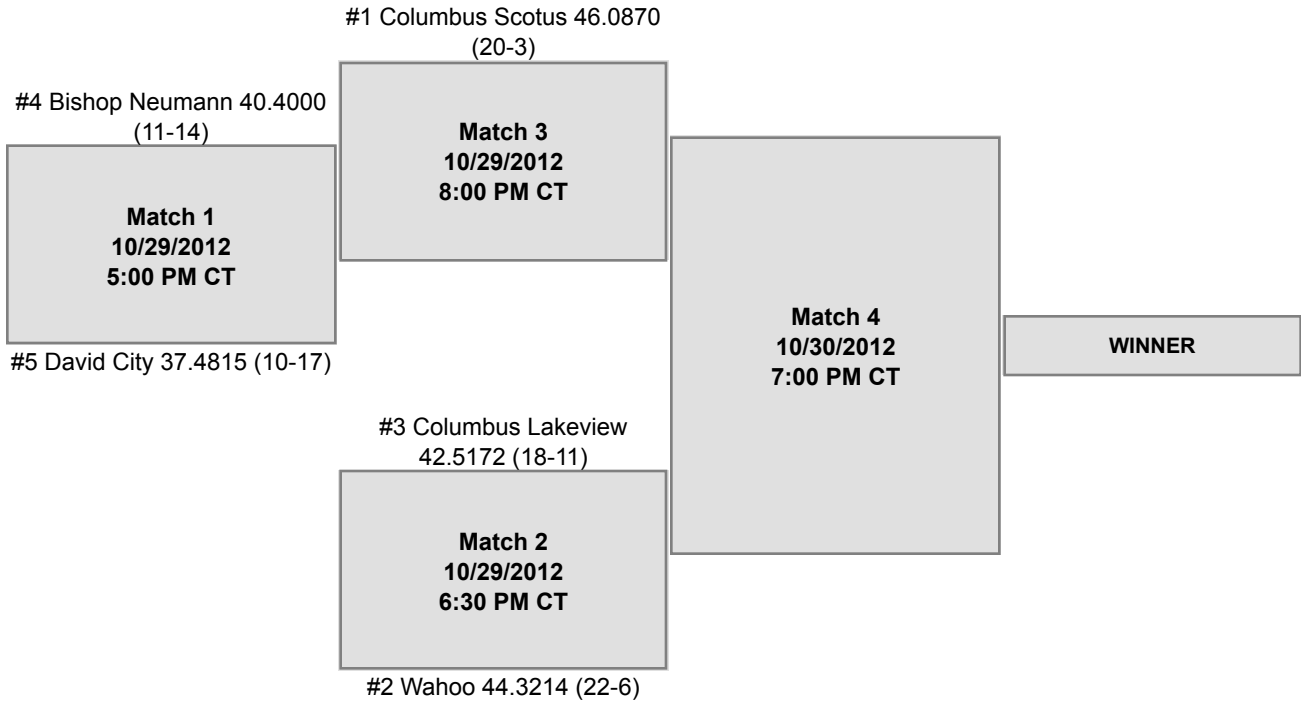 #1 Columbus Scotus 46.0870
(20-3)
#4 Bishop Neumann 40.4000
(11-14)
Match 3
10/29/2012
8:00 PM CT
Match 1
10/29/2012
5:00 PM CT
#5 David City 37.4815 (10-17)
Match 4
10/30/2012
7:00 PM CT
WINNER
#3 Columbus Lakeview
42.5172 (18-11)
Match 2
10/29/2012
6:30 PM CT
#2 Wahoo 44.3214 (22-6)